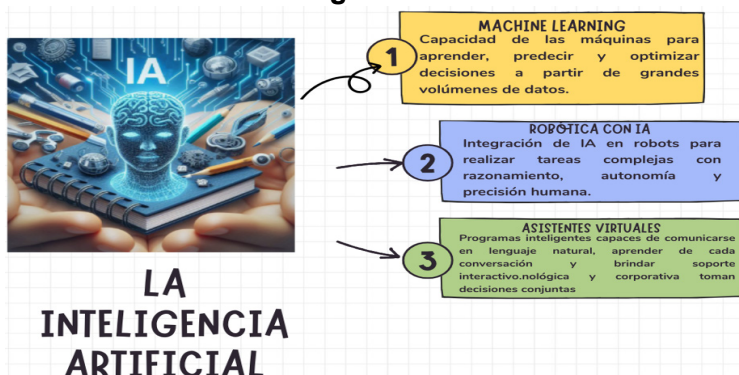 IA
LA
INTELIGENCIA
ARTIFICIAL
1
MACHINE LEARNING
Capacidad de las máquinas para
aprender, predecir y optimizar
decisiones a partir de grandes
volúmenes de datos.
2
ROBÓTICA CON IA
Integración de IA en robots para
realizar tareas complejas con
razonamiento, autonomía y
precisión humana.
3
ASISTENTES VIRTUALES
Programas inteligentes capaces de comunicarse
en lenguaje natural, aprender de cada
conversación y brindar soporte
interactivo.nológica y corporativa toman
decisiones conjuntas